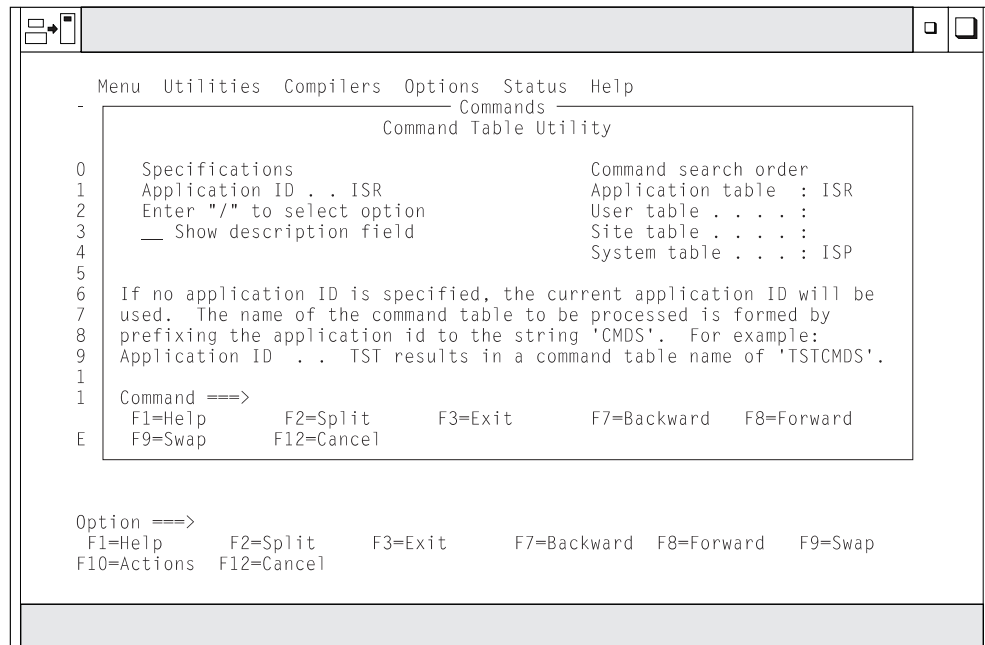 Menu  Utilities  Compilers  Options  Status  Help
- Commands
Command Table Utility
0 Specifications Command search order
1 Application ID . . ISR Application table : ISR
2 Enter "/" to select option User table . . . . :
3 __ Show description field Site table . . . . :
4 System table . . . : ISP
5
6 If no application ID is specified, the current application ID will be
7 used.  The name of the command table to be processed is formed by
8 prefixing the application id to the string 'CMDS'.  For example:
9 Application ID  . .  TST results in a command table name of 'TSTCMDS'.
1
1 Command ===>
F1=Help F2=Split F3=Exit F7=Backward F8=Forward
E F9=Swap F12=Cancel
Option ===>
F1=Help F2=Split F3=Exit F7=Backward F8=Forward F9=Swap
F10=Actions F12=Cancel